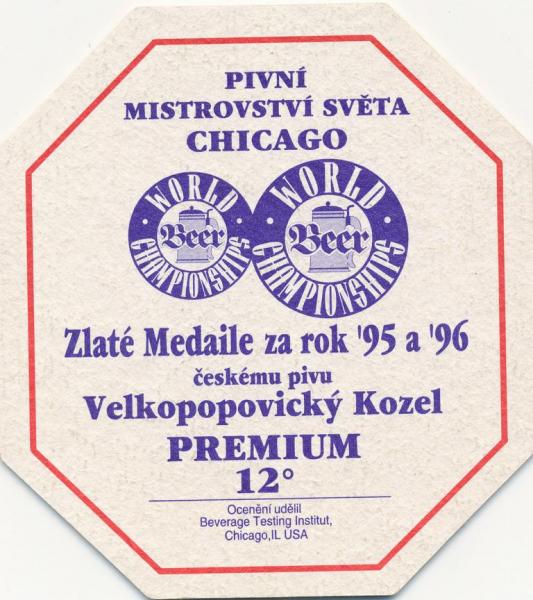 PIVNÍ
MISTROVSTVÍ SVĚTA
CHICAGO
WORLD
Beer
CHAMPIONSHIPS
WORLD
Beer
CHAMPIONSHIPS
Zlaté Medaile za rok '95 a '96
českému pivu
Velkopopovický Kozel
PREMIUM
12°
Ocenění udělil
Beverage Testing Institut,
Chicago,IL USA